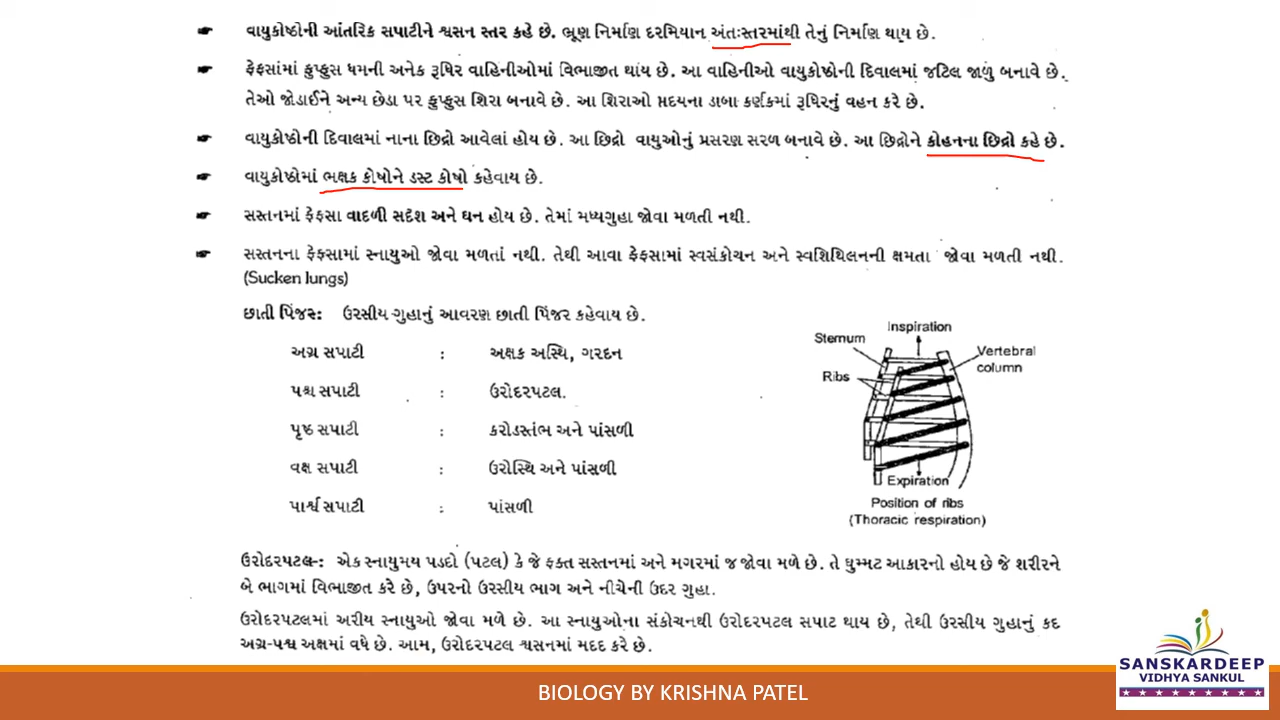 ☛ વાયુકોષ્ઠોની આંતરિક સપાટીને શ્વસન સ્તર કહે છે. ભ્રૂણ નિર્માણ દરમિયાન અંતઃસ્તરમાંથી તેનું નિર્માણ થાય છે.
☛ ફેફસાંમાં ફુપ્ફુસ ધમની અનેક રૂધિર વાહિનીઓમાં વિભાજીત થાય છે. આ વાહિનીઓ વાયુકોષ્ઠોની દિવાલમાં જટિલ જાળું બનાવે છે.
તેઓ જોડાઈને અન્ય છેડા પર ફુપ્ફુસ શિરા બનાવે છે. આ શિરાઓ હ્રદયના ડાબા કર્ણકમાં રૂધિરનું વહન કરે છે.
☛ વાયુકોષ્ઠોની દિવાલમાં નાના છિદ્રો આવેલાં હોય છે. આ છિદ્રો વાયુઓનું પ્રસરણ સરળ બનાવે છે. આ છિદ્રોને કોહનના છિદ્રો કહે છે.
☛ વાયુકોષ્ઠોમાં ભક્ષક કોષોને ડસ્ટ કોષો કહેવાય છે.
☛ સસ્તનમાં ફેફસા વાદળી સદૃશ અને ઘન હોય છે. તેમાં મધ્યગુહા જોવા મળતી નથી.
☛ સસ્તનના ફેફસામાં સ્નાયુઓ જોવા મળતાં નથી. તેથી આવા ફેફસામાં સ્વસંકોચન અને સ્વશિથિલનની ક્ષમતા જોવા મળતી નથી.
(Sucken lungs)
છાતી પિંજર: ઉરસીય ગુહાનું આવરણ છાતી પિંજર કહેવાય છે.
અગ્ર સપાટી : અક્ષક અસ્થિ, ગરદન
પશ્ચ સપાટી : ઉરોદરપટલ.
પૃષ્ઠ સપાટી : કરોડસ્તંભ અને પાંસળી
વક્ષ સપાટી : ઉરોસ્થિ અને પાંસળી
પાર્શ્વ સપાટી : પાંસળી
Inspiration
Sternum
Vertebral
column
Ribs
Expiration
Position of ribs
(Thoracic respiration)
ઉરોદરપટલ-: એક સ્નાયુમય પડદો (પટલ) કે જે ફક્ત સસ્તનમાં અને મગરમાં જ જોવા મળે છે. તે ઘુમ્મટ આકારનો હોય છે જે શરીરને
બે ભાગમાં વિભાજીત કરે છે, ઉપરનો ઉરસીય ભાગ અને નીચેની ઉદર ગુહા.
ઉરોદરપટલમાં અરીય સ્નાયુઓ જોવા મળે છે. આ સ્નાયુઓના સંકોચનથી ઉરોદરપટલ સપાટ થાય છે, તેથી ઉરસીય ગુહાનું કદ
અગ્ર-પશ્વ અક્ષમાં વધે છે. આમ, ઉરોદરપટલ શ્વસનમાં મદદ કરે છે.
BIOLOGY BY KRISHNA PATEL
SANSKARDEEP
VIDHYA SANKUL